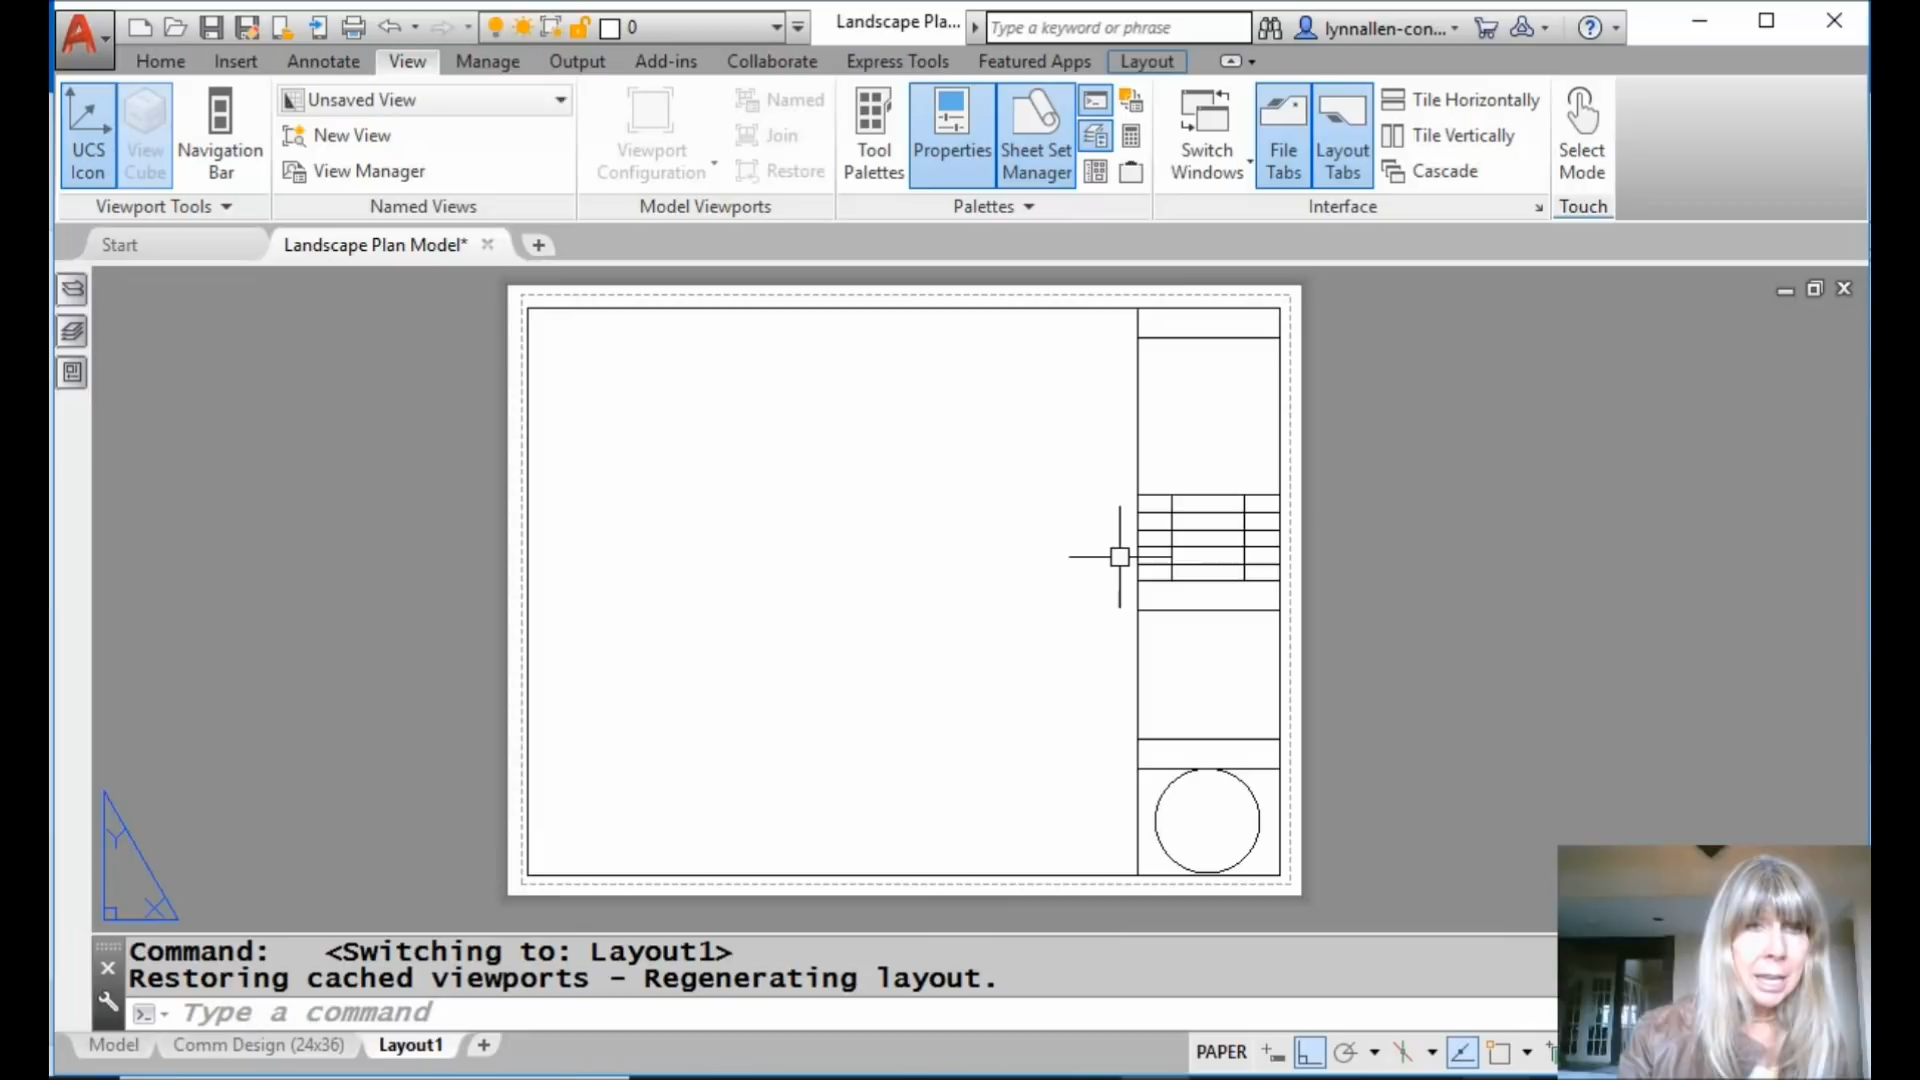 A
0
Landscape Pla...
Type a keyword or phrase
lynnallen-con...
Home
Insert
Annotate
View
Manage
Output
Add-ins
Collaborate
Express Tools
Featured Apps
Layout
UCS Icon
View Cube
Navigation Bar
Viewport Tools
Unsaved View
New View
View Manager
Named Views
Viewport Configuration
Named
Join
Restore
Model Viewports
Tool Palettes
Properties
Sheet Set Manager
Palettes
Switch Windows
File Tabs
Layout Tabs
Tile Horizontally
Tile Vertically
Cascade
Interface
Select Mode
Touch
Start
Landscape Plan Model*
Y
X
Command:   <Switching to: Layout1>
Restoring cached viewports - Regenerating layout.
Type a command
Model
Comm Design (24x36)
Layout1
PAPER